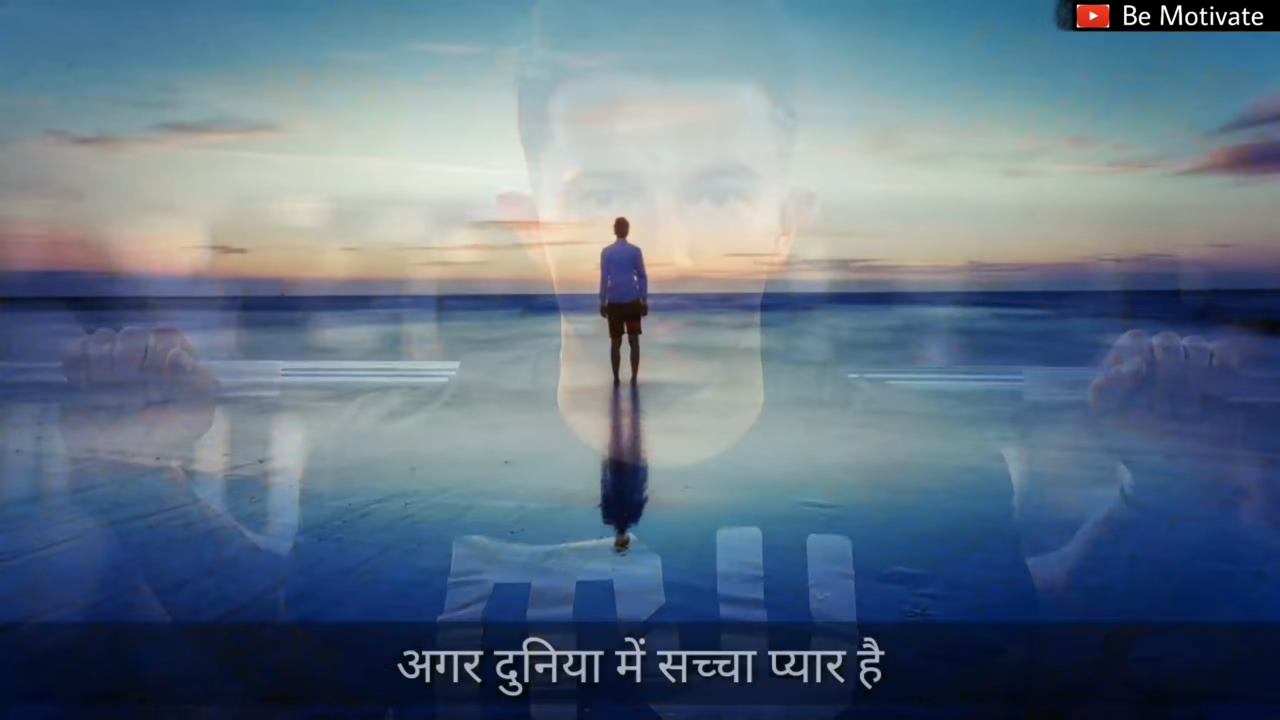 Be Motivate
अगर दुनिया में सच्चा प्यार है